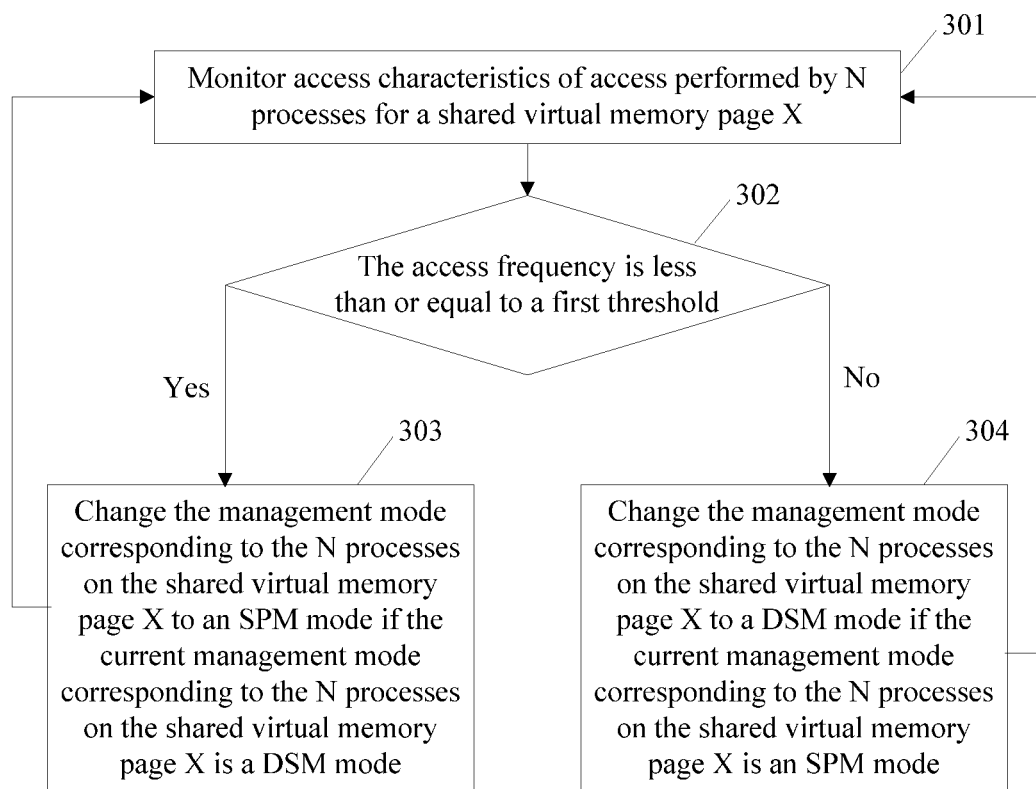 301
Monitor access characteristics of access performed by N
processes for a shared virtual memory page X
302
The access frequency is less
than or equal to a first threshold
Yes
No
303
Change the management mode
corresponding to the N processes
on the shared virtual memory
page X to an SPM mode if the
current management mode
corresponding to the N processes
on the shared virtual memory
page X is a DSM mode
304
Change the management mode
corresponding to the N processes
on the shared virtual memory
page X to a DSM mode if the
current management mode
corresponding to the N processes
on the shared virtual memory
page X is an SPM mode